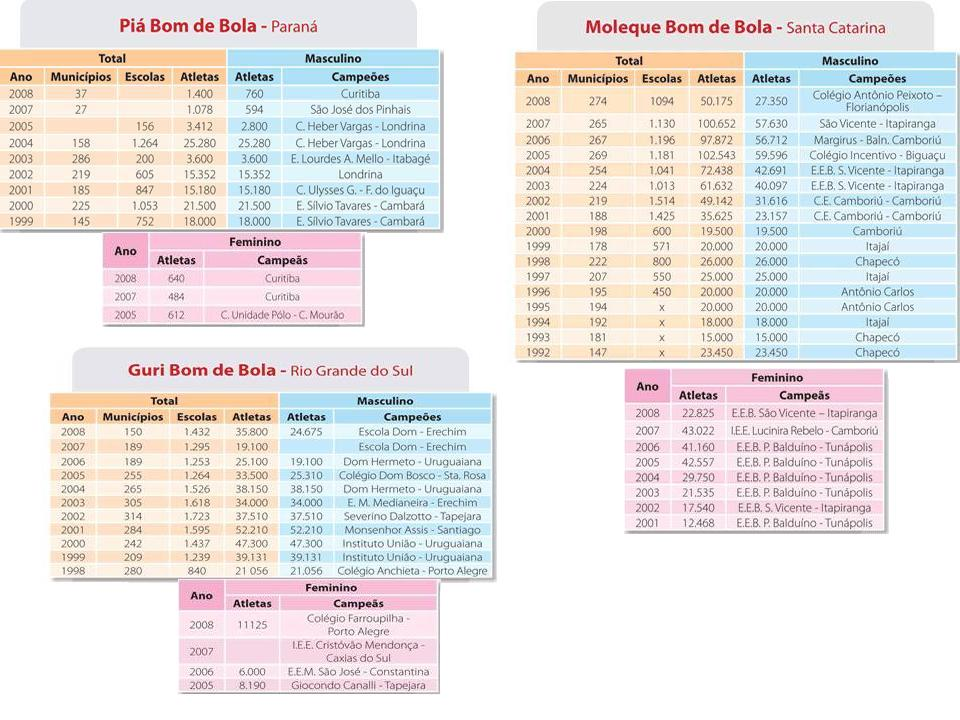 Piá Bom de Bola - Paraná
Total Masculino
Ano Municípios Escolas Atletas Atletas Campeões
2008 37 1.400 760 Curitiba
2007 27 1.078 594 São José dos Pinhais
2005 156 3.412 2.800 C. Heber Vargas - Londrina
2004 158 1.264 25.280 25.280 C. Heber Vargas - Londrina
2003 286 200 3.600 3.600 E. Lourdes A. Mello - Itabagé
2002 219 605 15.352 15.352 Londrina
2001 185 847 15.180 15.180 C. Ulysses G. - F. do Iguaçu
2000 225 1.053 21.500 21.500 E. Sílvio Tavares - Cambará
1999 145 752 18.000 18.000 E. Sílvio Tavares - Cambará
Ano Feminino
Atletas Campeãs
2008 640 Curitiba
2007 484 Curitiba
2005 612 C. Unidade Pólo - C. Mourão
Guri Bom de Bola - Rio Grande do Sul
Total Masculino
Ano Municípios Escolas Atletas Atletas Campeões
2008 150 1.432 35.800 24.675 Escola Dom - Erechim
2007 189 1.295 19.100 Escola Dom - Erechim
2006 189 1.253 25.100 19.100 Dom Hermeto - Uruguaiana
2005 255 1.264 33.500 25.310 Colégio Dom Bosco - Sta. Rosa
2004 265 1.526 38.150 38.150 Dom Hermeto - Uruguaiana
2003 305 1.618 34.000 34.000 E. M. Medianeira - Erechim
2002 314 1.723 37.510 37.510 Severino Dalzotto - Tapejara
2001 284 1.595 52.210 52.210 Monsenhor Assis - Santiago
2000 242 1.437 47.300 47.300 Instituto União - Uruguaiana
1999 209 1.239 39.131 39.131 Instituto União - Uruguaiana
1998 280 840 21 056 21.056 Colégio Anchieta - Porto Alegre
Ano Feminino
Atletas Campeãs
2008 11125 Colégio Farroupilha -
Porto Alegre
2007 I.E.E. Cristóvão Mendonça -
Caxias do Sul
2006 6.000 E.E.M. São José - Constantina
2005 8.190 Giocondo Canalli - Tapejara
Moleque Bom de Bola - Santa Catarina
Total Masculino
Ano Municípios Escolas Atletas Atletas Campeões
2008 274 1094 50.175 27.350 Colégio Antônio Peixoto –
Florianópolis
2007 265 1.130 100.652 57.630 São Vicente - Itapiranga
2006 267 1.196 97.872 56.712 Margirus - Baln. Camboriú
2005 269 1.181 102.543 59.596 Colégio Incentivo - Biguaçu
2004 254 1.041 72.438 42.691 E.E.B. S. Vicente - Itapiranga
2003 224 1.013 61.632 40.097 E.E.B. S. Vicente - Itapiranga
2002 219 1.514 49.142 31.616 C.E. Camboriú - Camboriú
2001 188 1.425 35.625 23.157 C.E. Camboriú - Camboriú
2000 198 600 19.500 19.500 Camboriú
1999 178 571 20.000 20.000 Itajaí
1998 222 800 26.000 26.000 Chapecó
1997 207 550 25.000 25.000 Itajaí
1996 195 450 20.000 20.000 Antônio Carlos
1995 194 x 20.000 20.000 Antônio Carlos
1994 192 x 18.000 18.000 Itajaí
1993 181 x 15.000 15.000 Chapecó
1992 147 x 23.450 23.450 Chapecó
Ano Feminino
Atletas Campeãs
2008 22.825 E.E.B. São Vicente – Itapiranga
2007 43.022 I.E.E. Lucinira Rebelo - Camboriú
2006 41.160 E.E.B. P. Balduíno - Tunápolis
2005 42.557 E.E.B. P. Balduíno - Tunápolis
2004 29.750 E.E.B. P. Balduíno - Tunápolis
2003 21.535 E.E.B. P. Balduíno - Tunápolis
2002 17.540 E.E.B. S. Vicente - Itapiranga
2001 12.468 E.E.B. P. Balduíno - Tunápolis